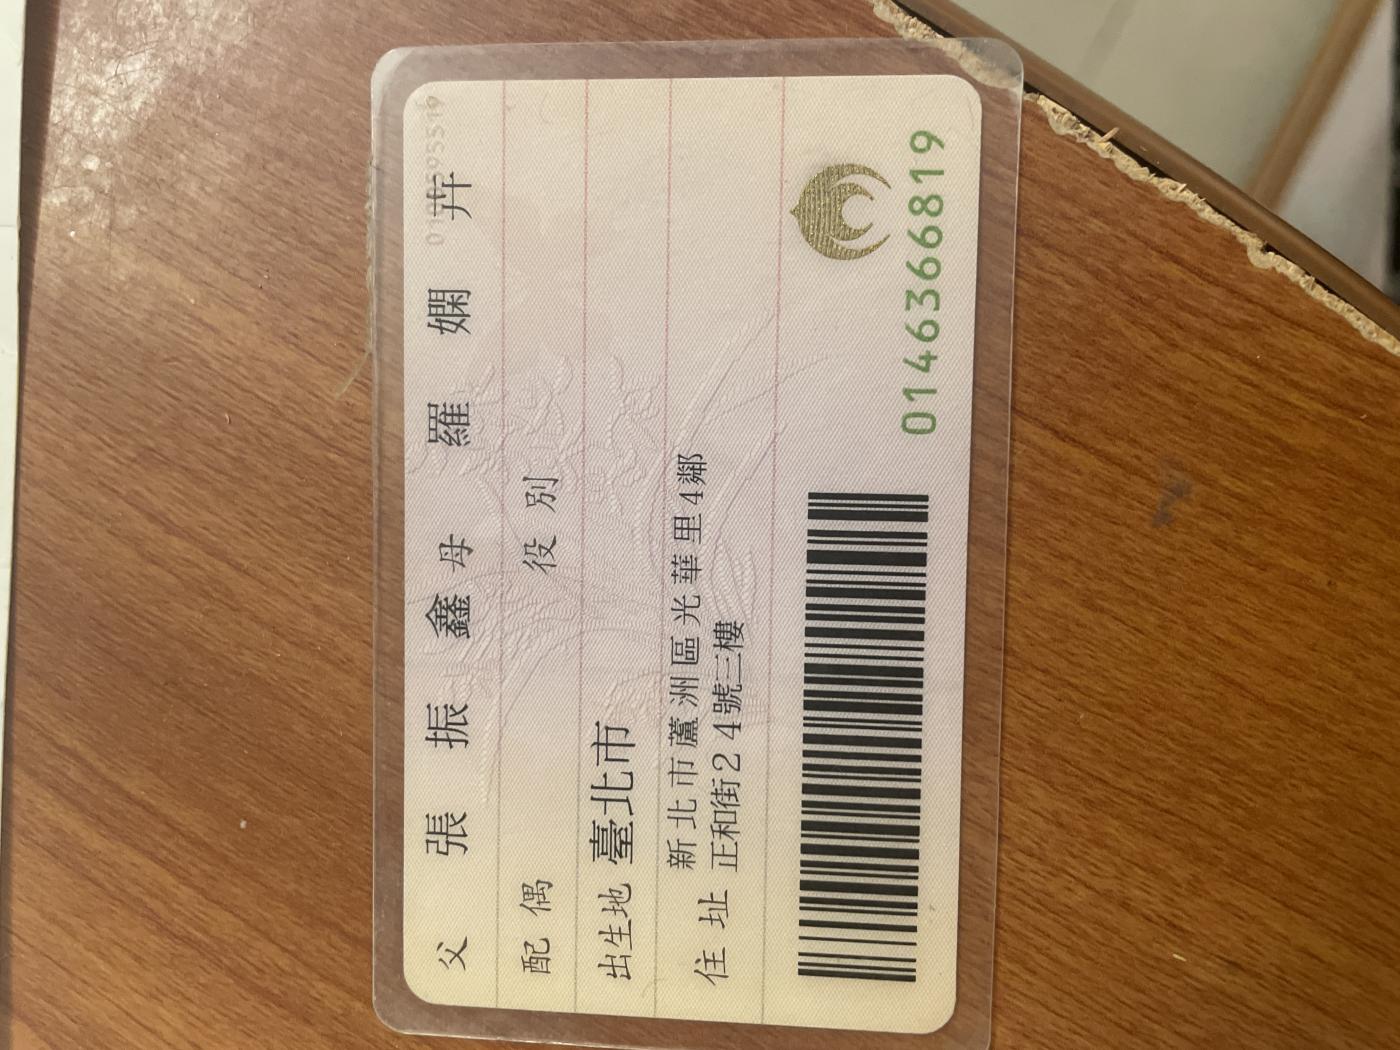 父 張振鑫 母 羅嫻卉
配偶 役別
出生地 臺北市
住址 新北市蘆洲區光華里4鄰
正和街24號三樓
0146366819